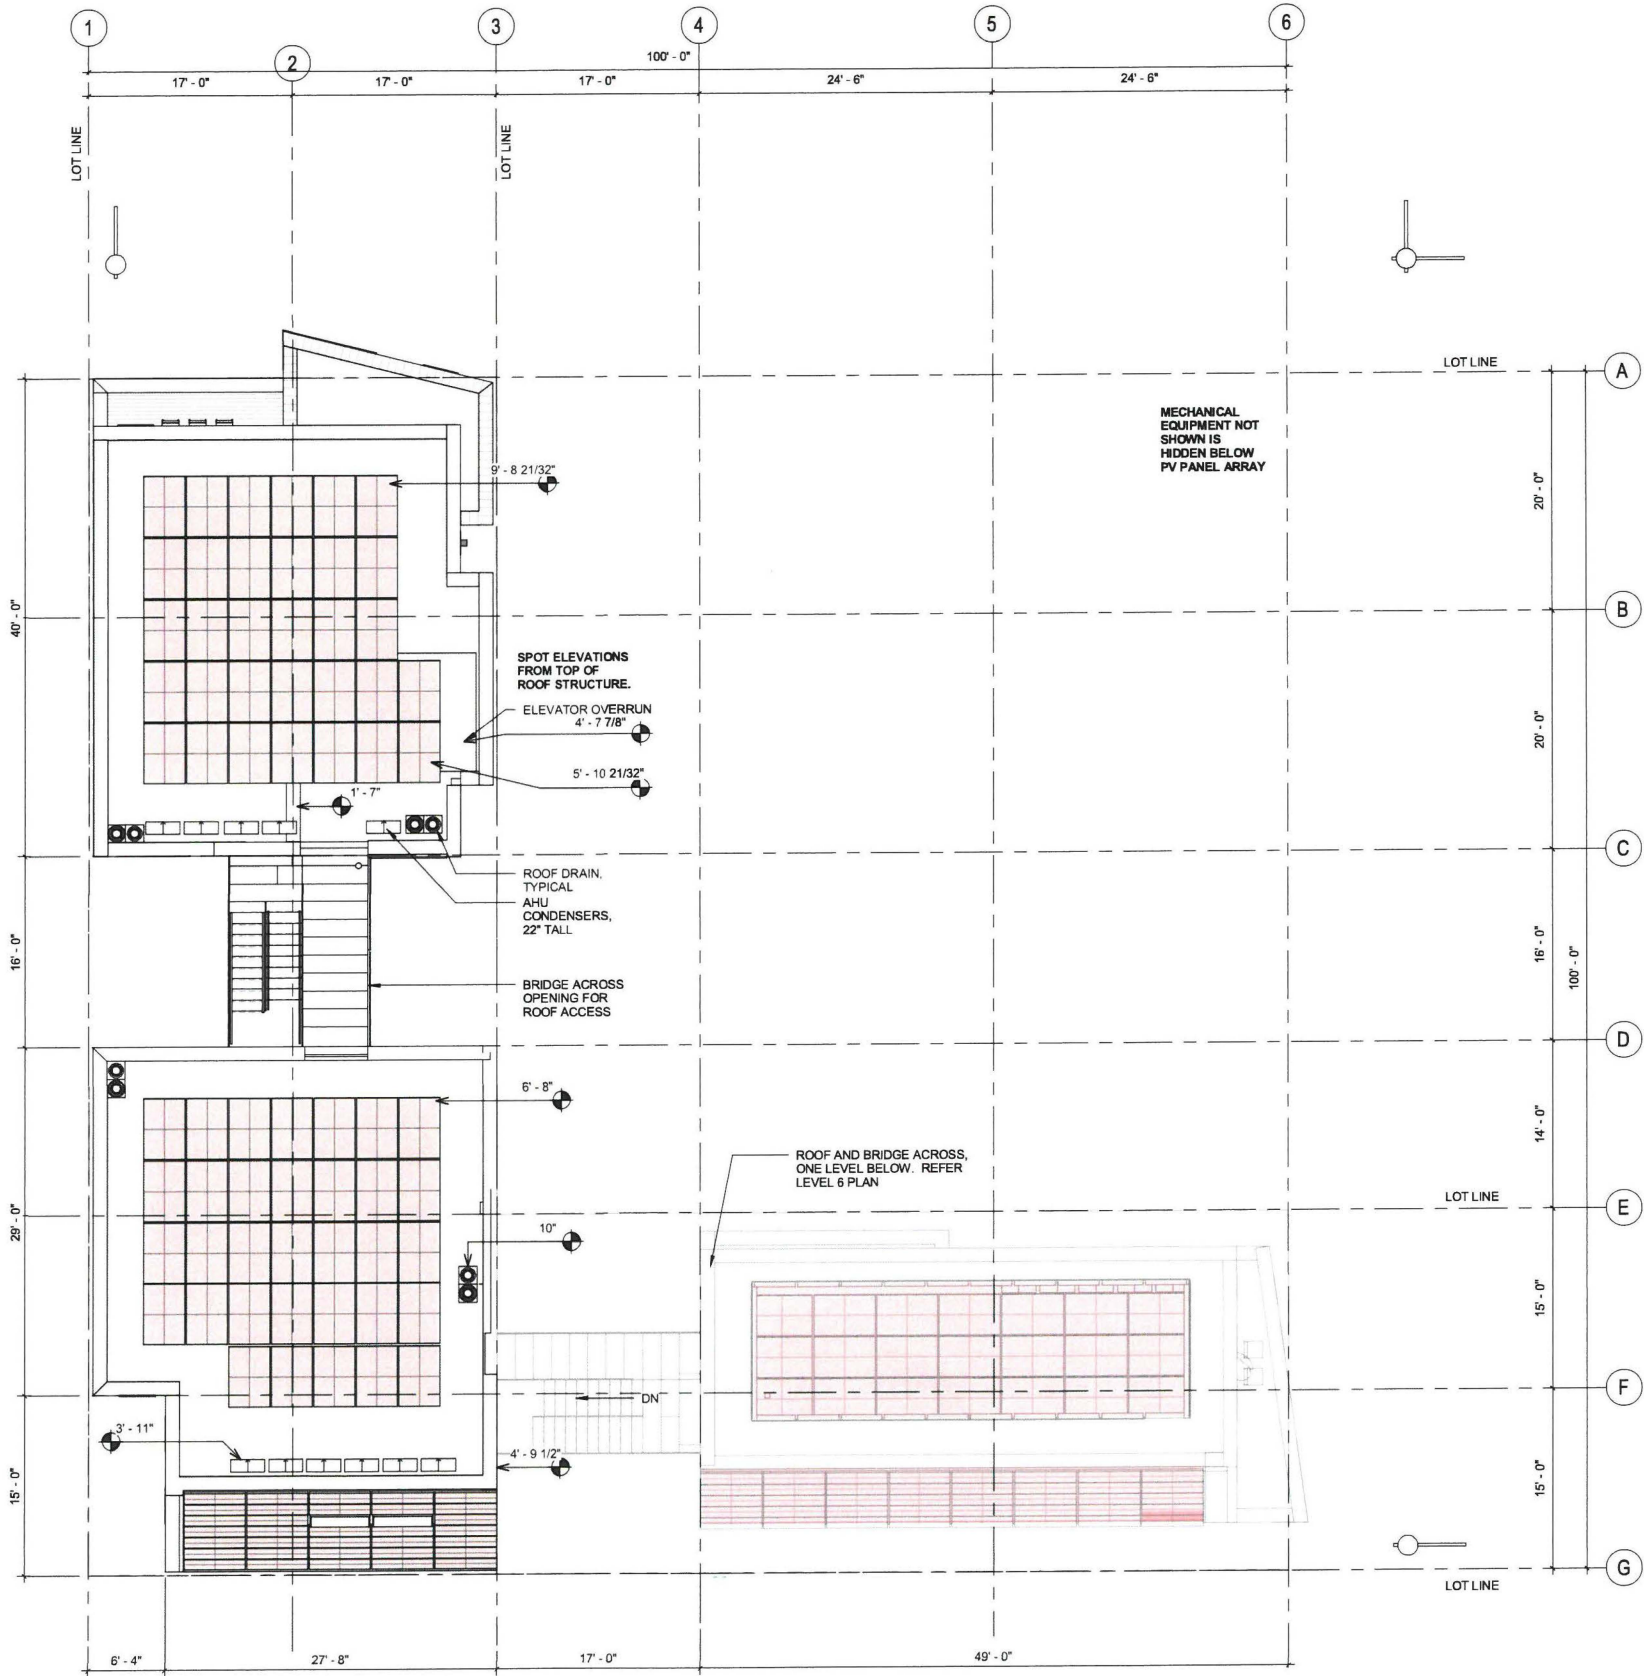 1
2
3
4
5
6
100' - 0"
17' - 0"
17' - 0"
17' - 0"
24' - 6"
24' - 6"
LOT LINE
LOT LINE
LOT LINE
A
MECHANICAL
EQUIPMENT NOT
SHOWN IS
HIDDEN BELOW
PV PANEL ARRAY
9' - 8 21/32"
20' - 0"
40' - 0"
B
SPOT ELEVATIONS
FROM TOP OF
ROOF STRUCTURE.
ELEVATOR OVERRUN
4' - 7 7/8"
20' - 0"
5' - 10 21/32"
1' - 7"
C
ROOF DRAIN,
TYPICAL
AHU
CONDENSERS,
22" TALL
16' - 0"
16' - 0"
100' - 0"
BRIDGE ACROSS
OPENING FOR
ROOF ACCESS
D
6' - 8"
14' - 0"
ROOF AND BRIDGE ACROSS,
ONE LEVEL BELOW. REFER
LEVEL 6 PLAN
LOT LINE
E
29' - 0"
10"
15' - 0"
F
DN
3' - 11"
4' - 9 1/2"
15' - 0"
15' - 0"
G
LOT LINE
6' - 4"
27' - 8"
17' - 0"
49' - 0"